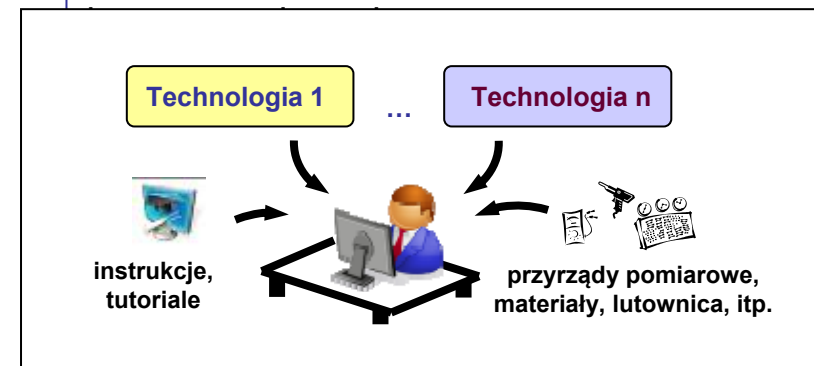 Technologia 1
...
Technologia n
instrukcje,
tutoriale
przyrządy pomiarowe,
materiały, lutownica, itp.